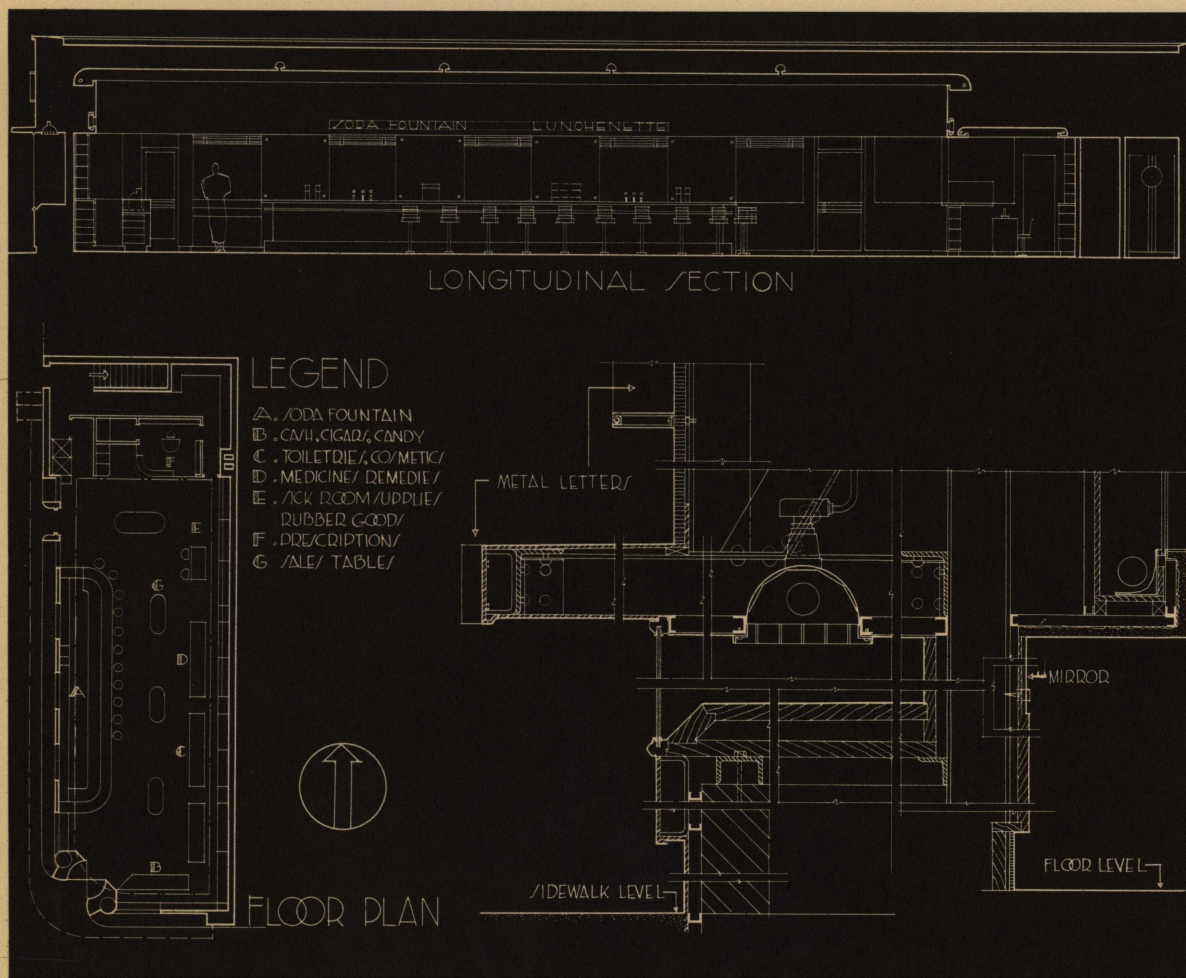 SODA FOUNTAIN LUNCHENETTE
LONGITUDINAL SECTION
LEGEND
A. SODA FOUNTAIN
B. CASH, CIGARS, CANDY
C. TOILETRIES, COSMETICS
D. MEDICINES REMEDIES
E. SICK ROOM SUPPLIES
RUBBER GOODS
F. PRESCRIPTIONS
G SALES TABLES
F
E
G
D
A
C
B
FLOOR PLAN
METAL LETTERS
MIRROR
SIDEWALK LEVEL
FLOOR LEVEL